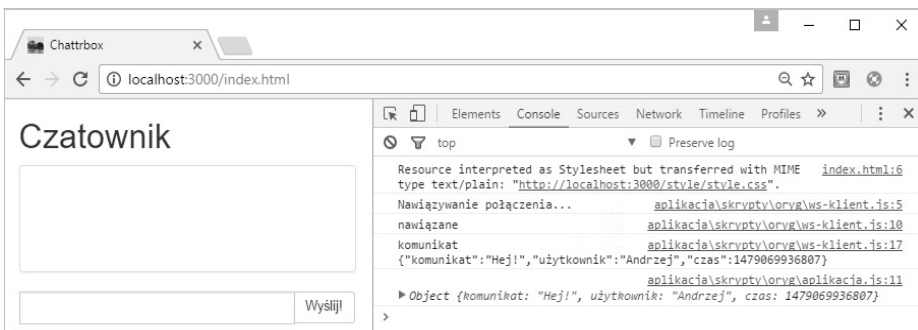 Chattrbox
localhost:3000/index.html
Czatownik
Wyślij!
Elements Console Sources Network Timeline Profiles
top Preserve log
Resource interpreted as Stylesheet but transferred with MIME index.html:6
type text/plain: "http://localhost:3000/style/style.css".
Nawiązywanie połączenia... aplikacja\skrypty\oryg\ws-klient.js:5
nawiązane aplikacja\skrypty\oryg\ws-klient.js:10
komunikat aplikacja\skrypty\oryg\ws-klient.js:17
{"komunikat":"Hej!","użytkownik":"Andrzej","czas":1479069936807}
aplikacja\skrypty\oryg\aplikacja.js:11
Object {komunikat: "Hej!", użytkownik: "Andrzej", czas: 1479069936807}